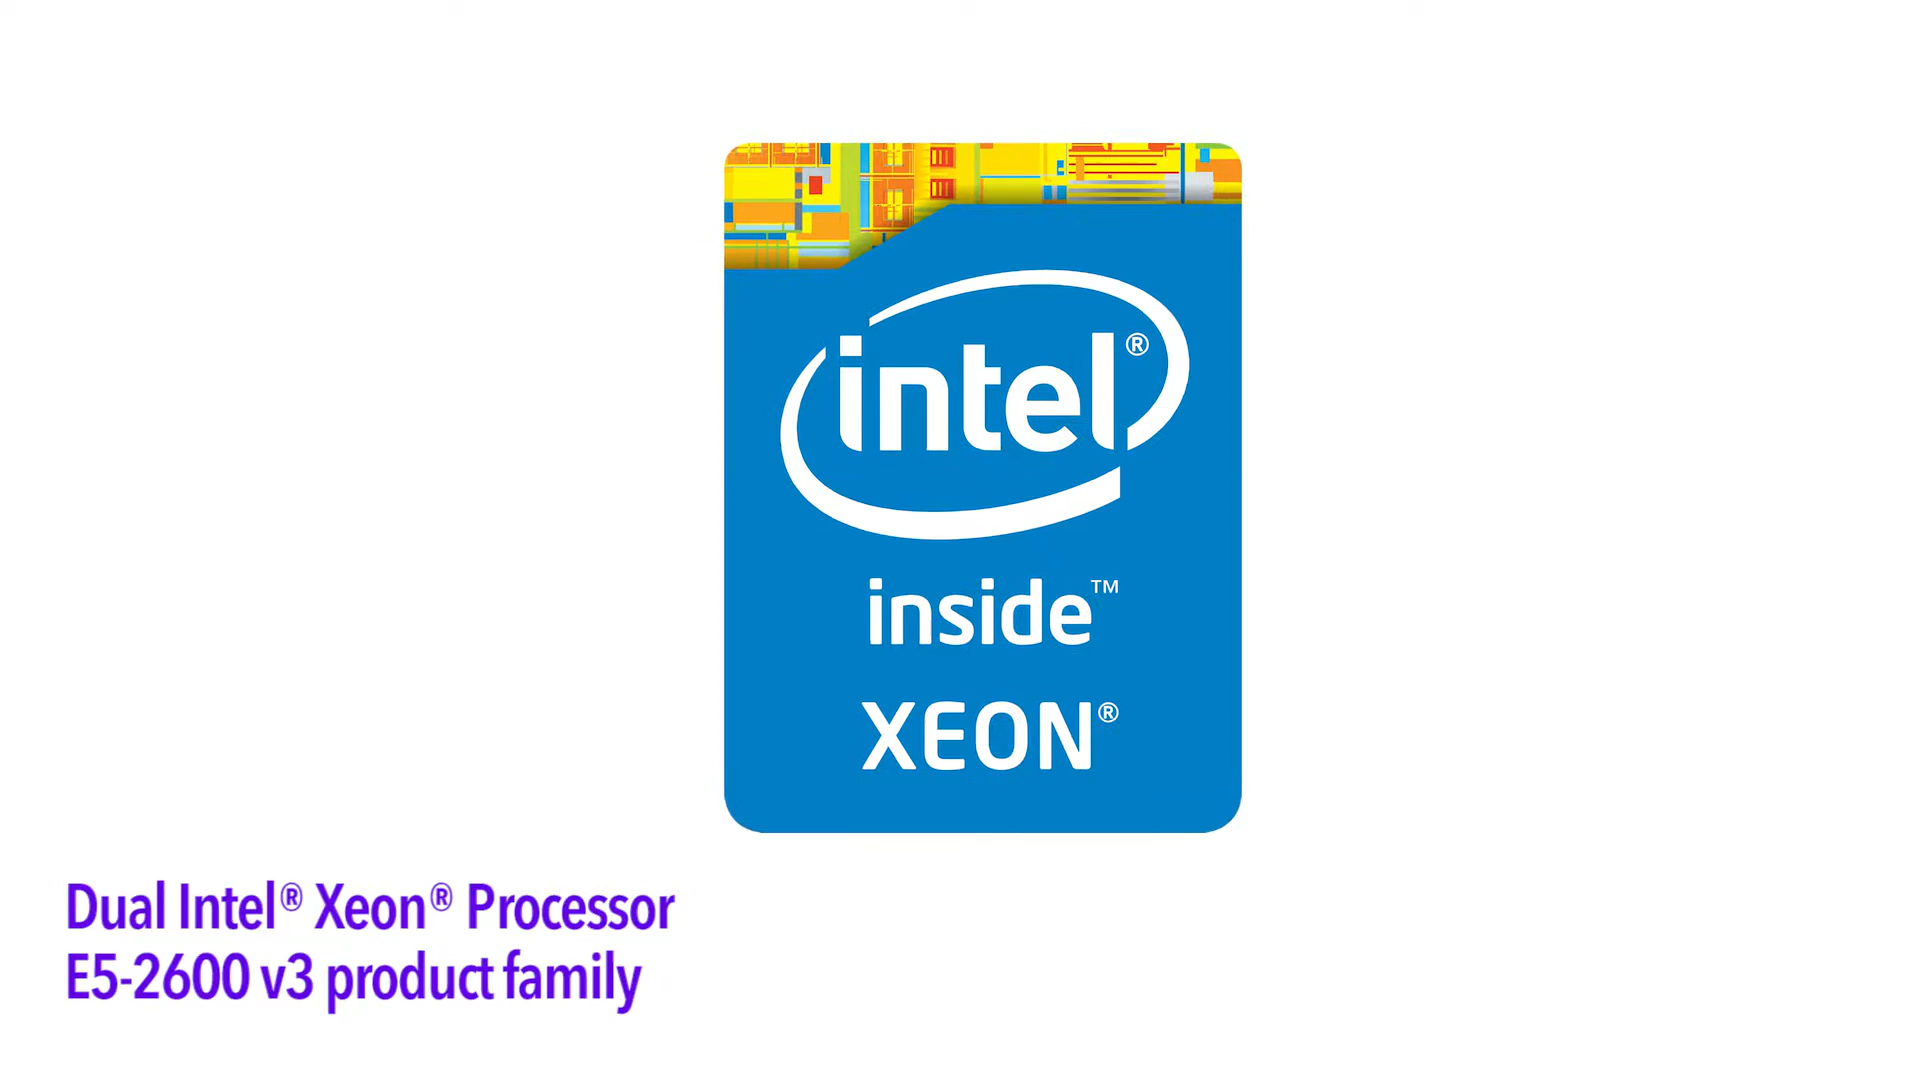 intel®
inside™
XEON®
Dual Intel® Xeon® Processor
E5-2600 v3 product family